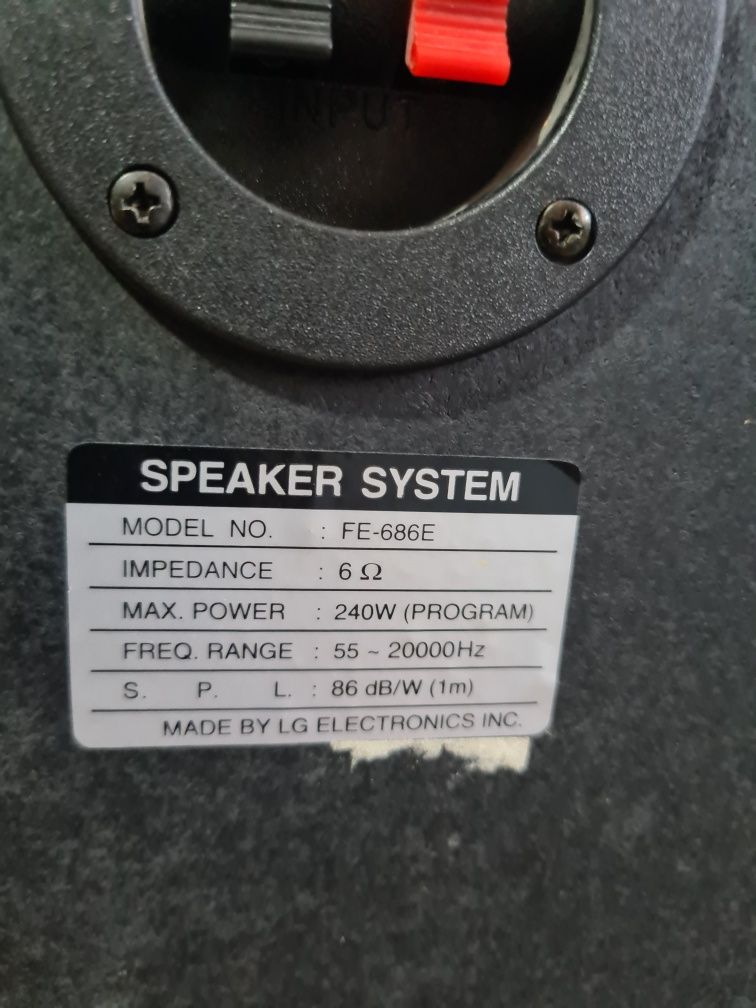 INPUT
SPEAKER SYSTEM
MODEL NO. : FE-686E
IMPEDANCE : 6 Ω
MAX. POWER : 240W (PROGRAM)
FREQ. RANGE : 55 ~ 20000Hz
S. P. L. : 86 dB/W (1m)
MADE BY LG ELECTRONICS INC.